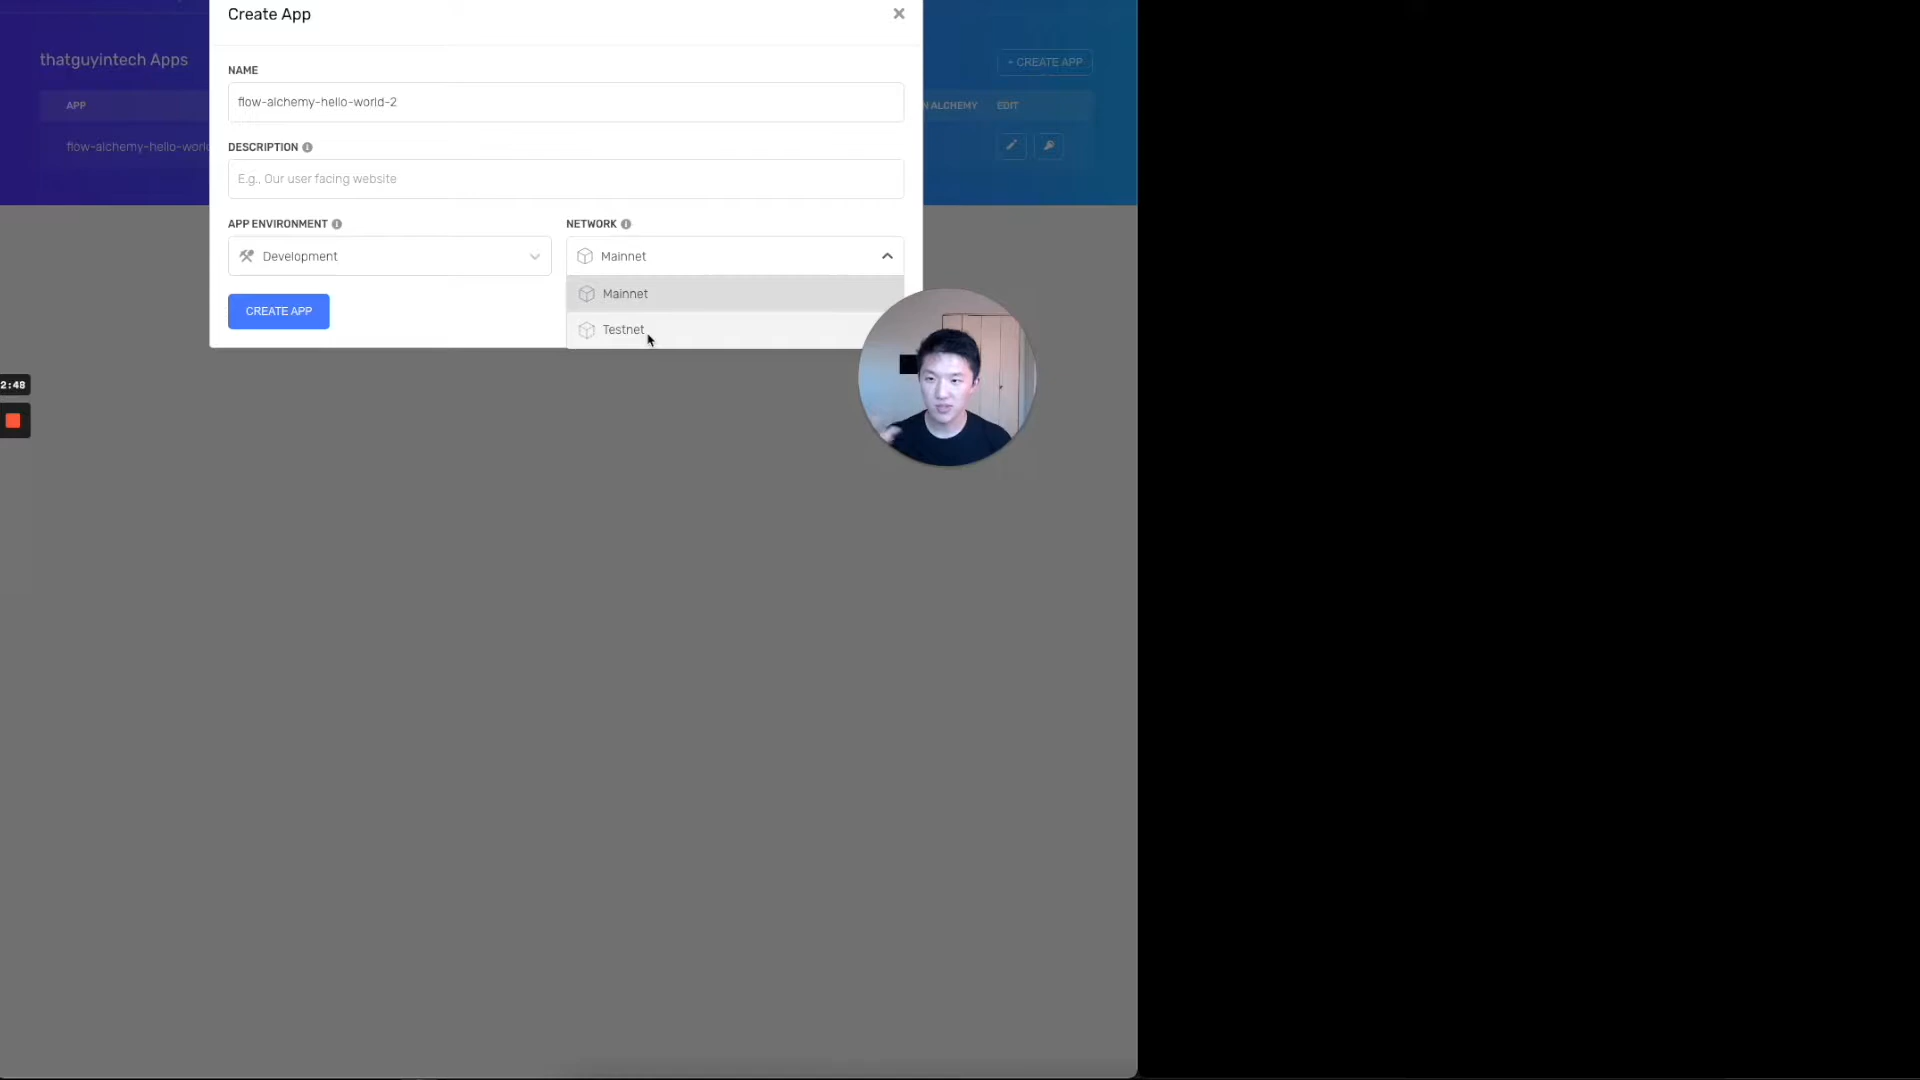 Create App
thatguyintech Apps
+ CREATE APP
NAME
APP
N ALCHEMY
EDIT
flow-alchemy-hello-world-2
DESCRIPTION
flow-alchemy-hello-world
E.g., Our user facing website
APP ENVIRONMENT
NETWORK
Development
Mainnet
Mainnet
CREATE APP
Testnet
2:48